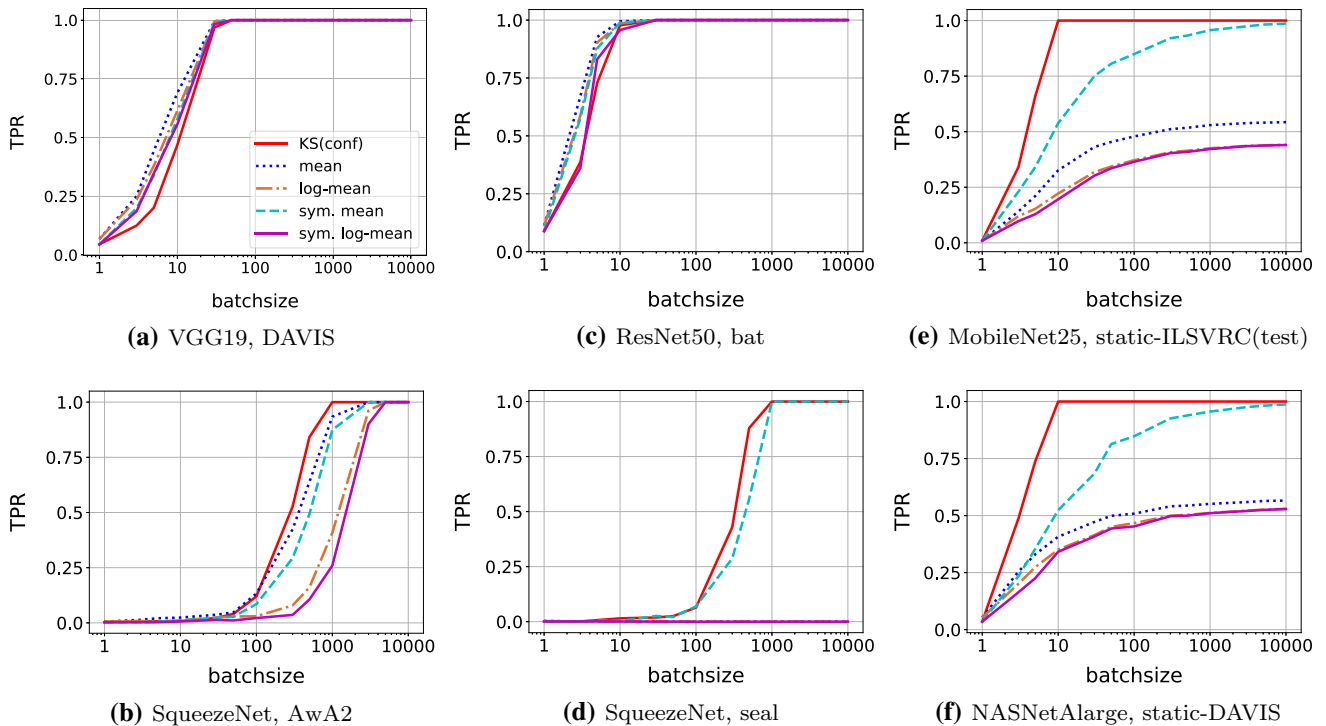 1.0
0.75
0.5
0.25
0.0
TPR
1 10 100 1000 10000
batchsize
KS(conf)
mean
log-mean
sym. mean
sym. log-mean
(a) VGG19, DAVIS
1.0
0.75
0.5
0.25
0.0
TPR
1 10 100 1000 10000
batchsize
(c) ResNet50, bat
1.0
0.75
0.5
0.25
0.0
TPR
1 10 100 1000 10000
batchsize
(e) MobileNet25, static-ILSVRC(test)
1.0
0.75
0.5
0.25
0.0
TPR
1 10 100 1000 10000
batchsize
(b) SqueezeNet, AwA2
1.0
0.75
0.5
0.25
0.0
TPR
1 10 100 1000 10000
batchsize
(d) SqueezeNet, seal
1.0
0.75
0.5
0.25
0.0
TPR
1 10 100 1000 10000
batchsize
(f) NASNetAlarge, static-DAVIS